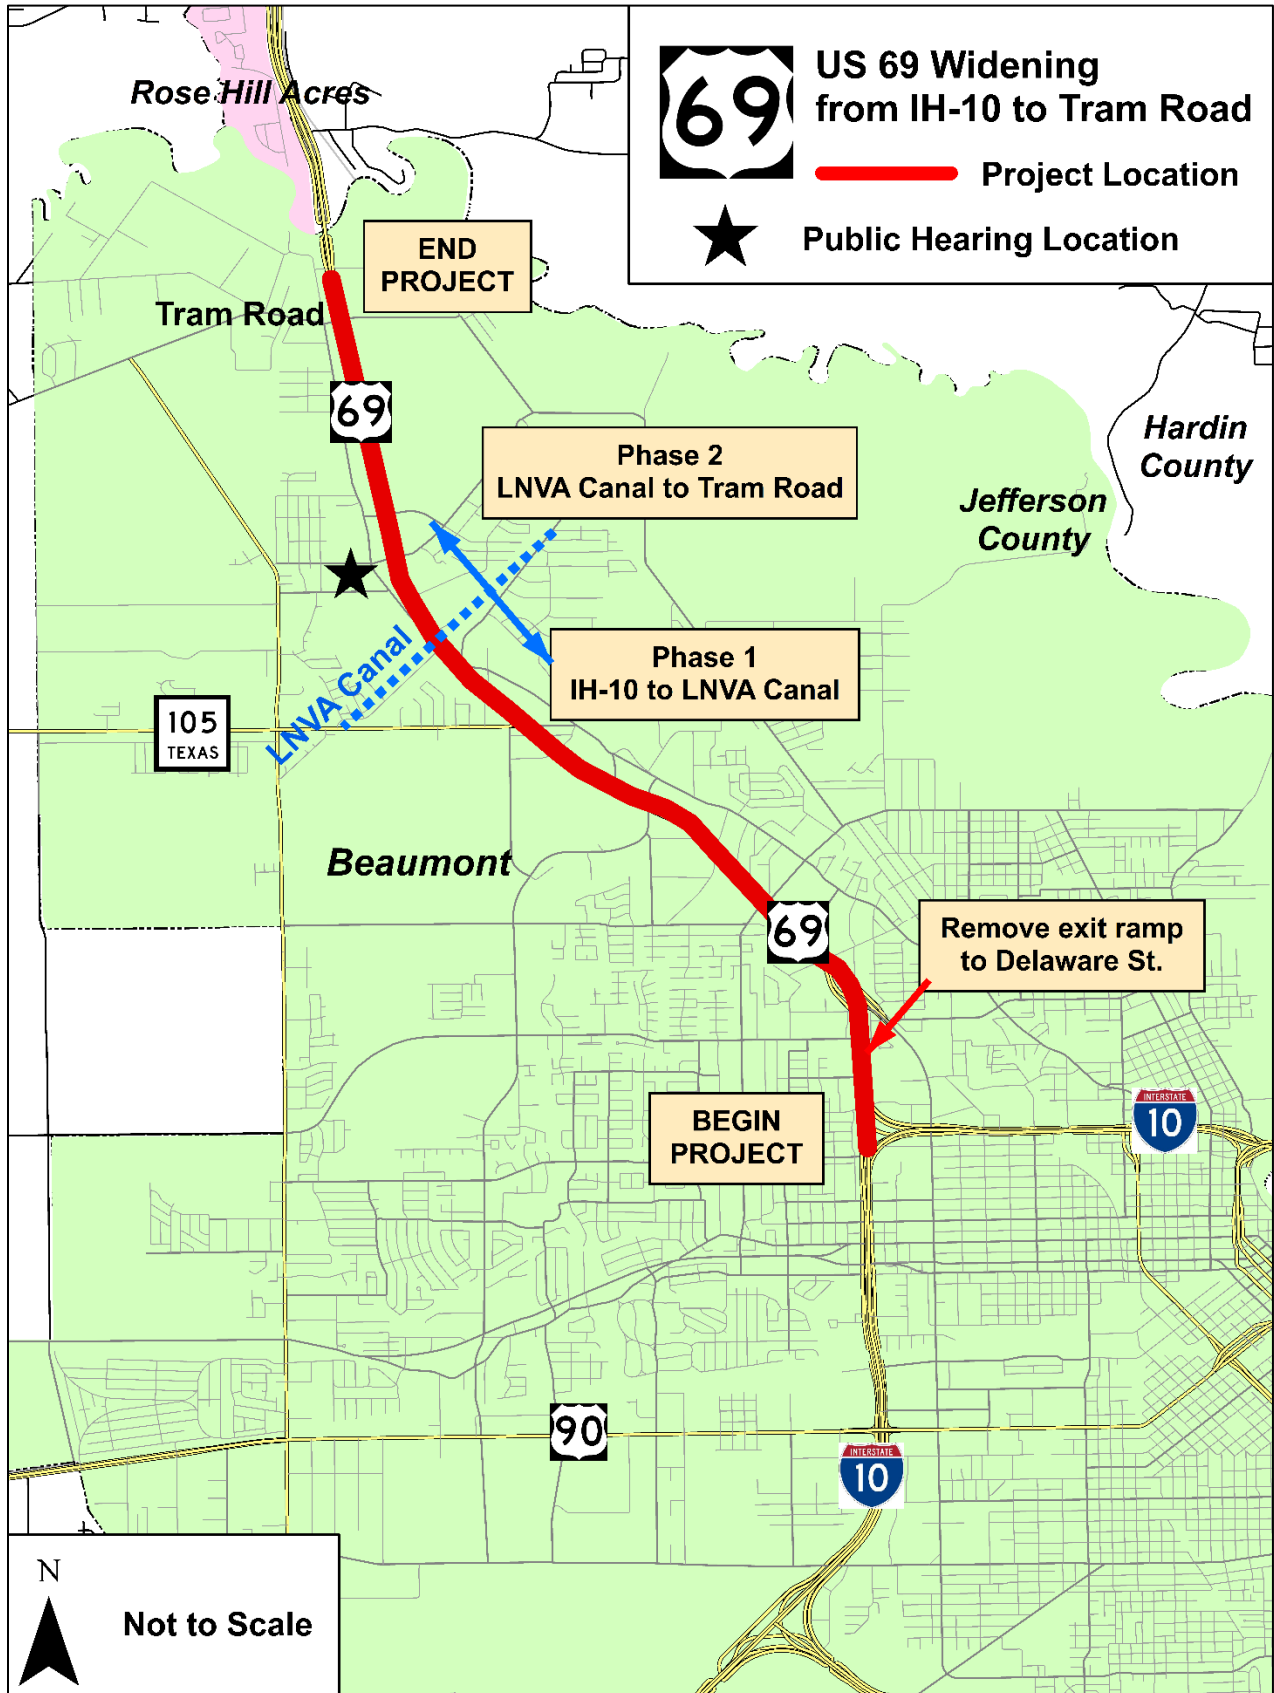 69
US 69 Widening
from IH-10 to Tram Road
Project Location
Public Hearing Location
Rose Hill Acres
END
PROJECT
Tram Road
69
Hardin
County
Phase 2
LNVA Canal to Tram Road
Jefferson
County
LNVA Canal
Phase 1
IH-10 to LNVA Canal
105
TEXAS
Beaumont
69
Remove exit ramp
to Delaware St.
BEGIN
PROJECT
INTERSTATE
10
90
INTERSTATE
10
N
Not to Scale